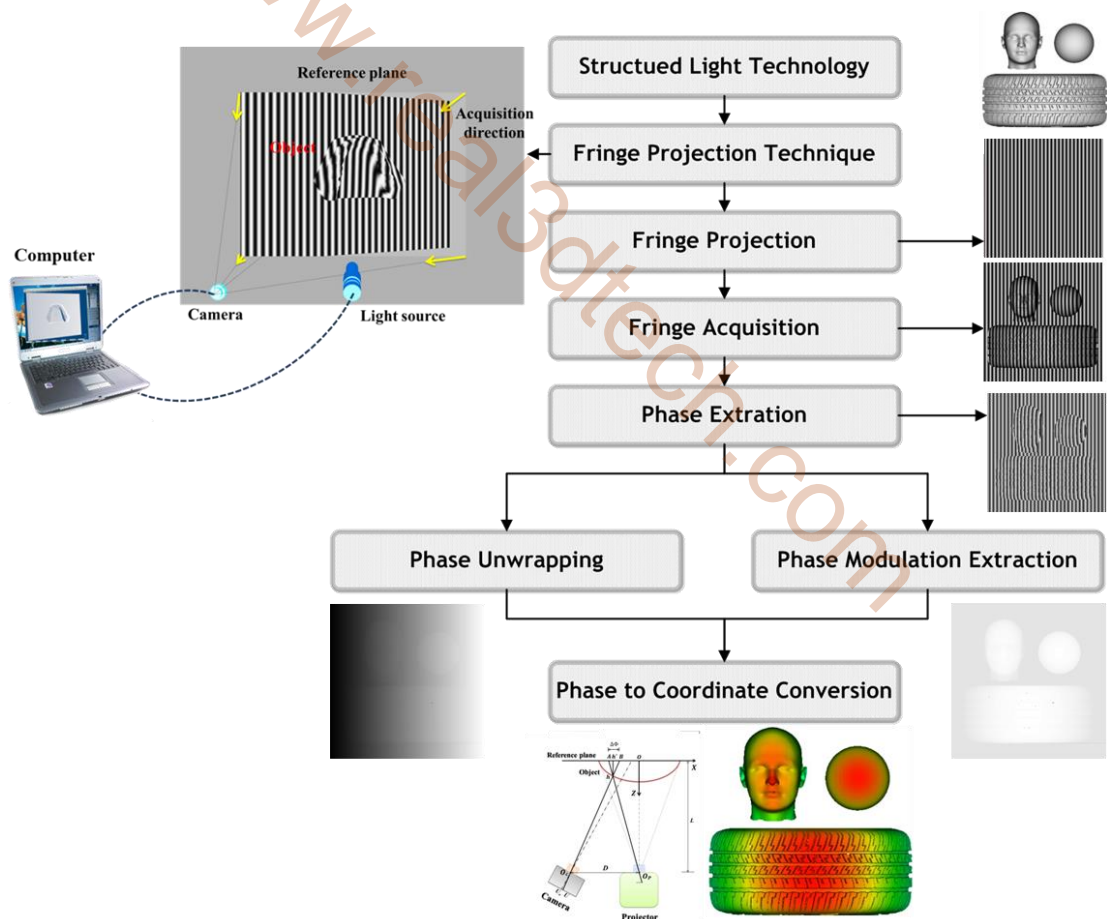 www.real3dtech.com
Structued Light Technology
Reference plane
Acquisition
direction
Object
Fringe Projection Technique
Fringe Projection
Computer
Camera
Light source
Fringe Acquisition
Phase Extration
Phase Unwrapping
Phase Modulation Extraction
Phase to Coordinate Conversion
Reference plane
A
B
O
X
Object
Z
L
D
Camera
Projector